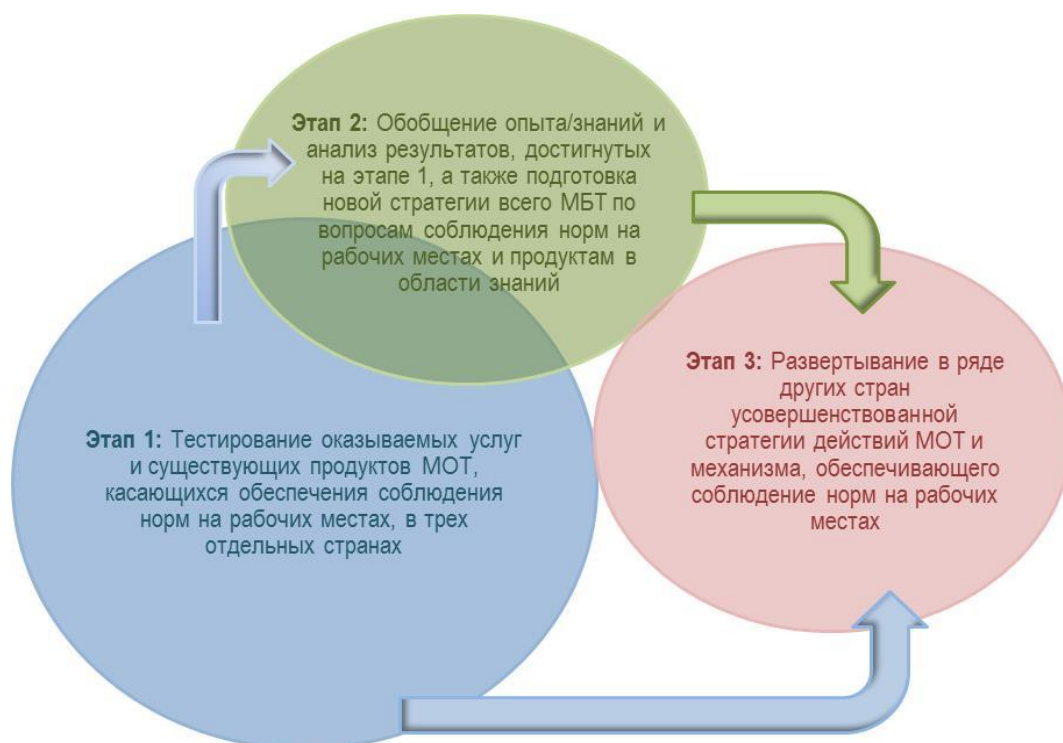 Этап 2: Обобщение опыта/знаний и
анализ результатов, достигнутых
на этапе 1, а также подготовка
новой стратегии всего МБТ по
вопросам соблюдения норм на
рабочих местах и продуктам в
области знаний
Этап 1: Тестирование оказываемых услуг
и существующих продуктов МОТ,
касающихся обеспечения соблюдения
норм на рабочих местах, в трех
отдельных странах
Этап 3: Развертывание в ряде
других стран
усовершенствованной
стратегии действий МОТ и
механизма, обеспечивающего
соблюдение норм на рабочих
местах